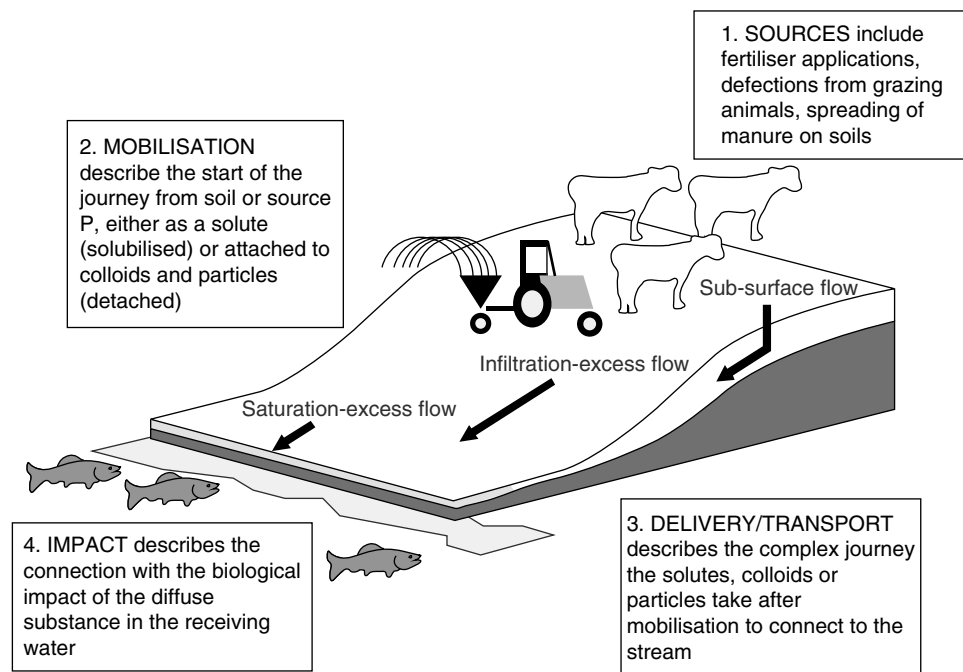 1. SOURCES include
fertiliser applications,
defections from grazing
animals, spreading of
manure on soils
2. MOBILISATION
describe the start of the
journey from soil or source
P, either as a solute
(solubilised) or attached to
colloids and particles
(detached)
Sub-surface flow
Infiltration-excess flow
Saturation-excess flow
3. DELIVERY/TRANSPORT
describes the complex journey
the solutes, colloids or
particles take after
mobilisation to connect to the
stream
4. IMPACT describes the
connection with the biological
impact of the diffuse
substance in the receiving
water